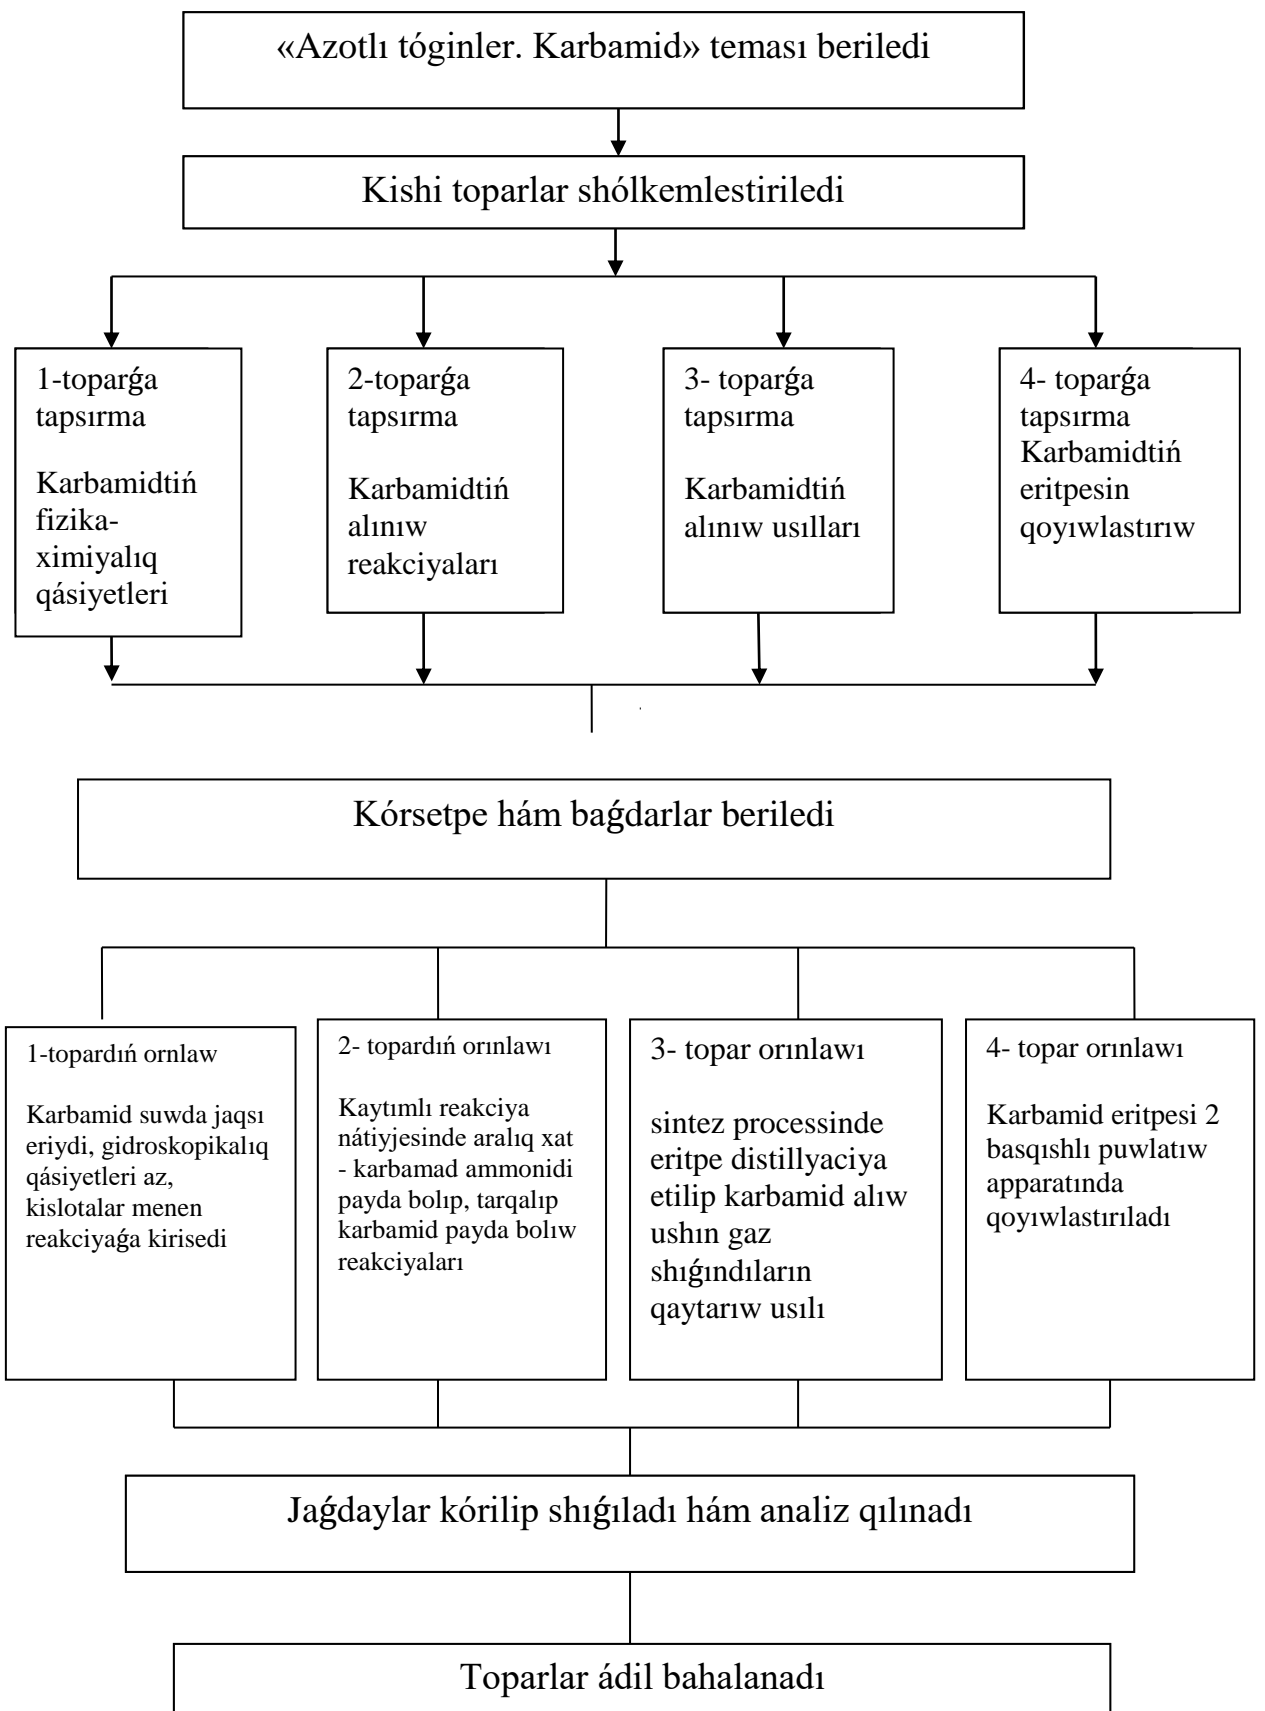 «Azotlı tóginler. Karbamid» teması beriledi
Kishi toparlar shólkemlestiriledi
1-toparǵa
tapsırma
Karbamidtiń
fizika-
ximiyalıq
qásiyetleri
2-toparǵa
tapsırma
Karbamidtiń
alınıw
reakciyaları
3- toparǵa
tapsırma
Karbamidtiń
alınıw usılları
4- toparǵa
tapsırma
Karbamidtiń
eritpesin
qoyıwlastırıw
Kórsetpe hám baǵdarlar beriledi
1-topardıń ornlaw
Karbamid suwda jaqsı
eriydi, gidroskopikalıq
qásiyetleri az,
kislotalar menen
reakciyaǵa kirisedi
2- topardıń orınlawı
Kaytımlı reakciya
nátiyjesinde aralıq xat
- karbamad ammonidi
payda bolıp, tarqalıp
karbamid payda bolıw
reakciyaları
3- topar orınlawı
sintez processinde
eritpe distillyaciya
etilip karbamid alıw
ushın gaz
shıǵındıların
qaytarıw usılı
4- topar orınlawı
Karbamid eritpesi 2
basqıshlı puwlatıw
apparatında
qoyıwlastırıladı
Jaǵdaylar kórilip shıǵıladı hám analiz qılınadı
Toparlar ádil bahalanadı